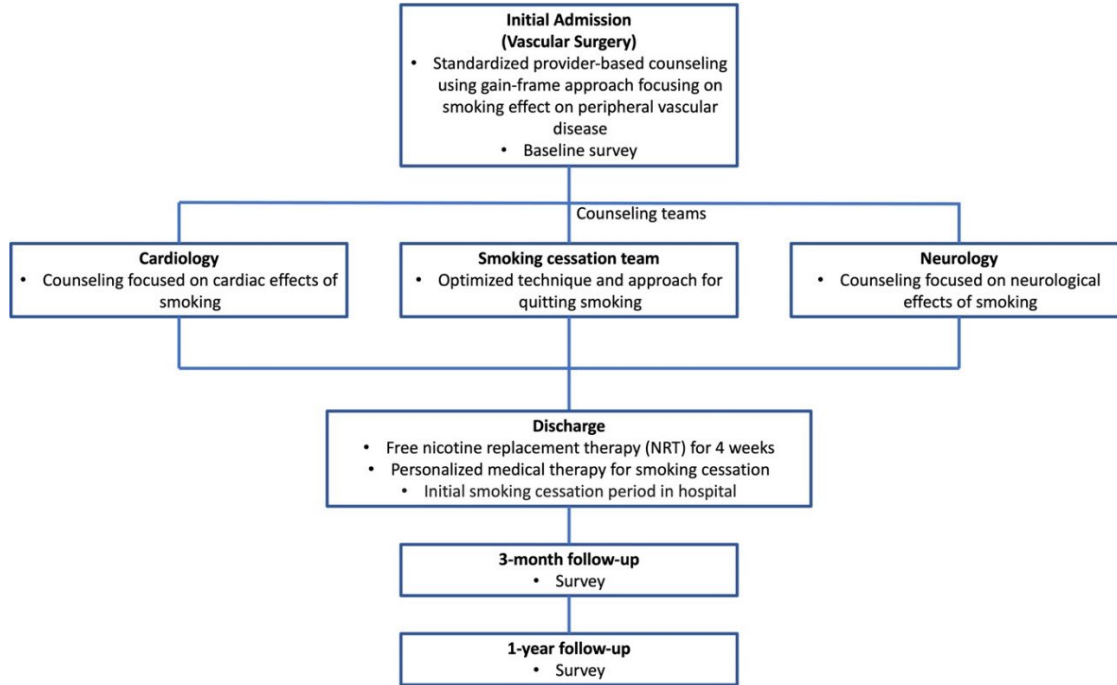 Initial Admission
(Vascular Surgery)
• Standardized provider-based counseling
using gain-frame approach focusing on
smoking effect on peripheral vascular
disease
• Baseline survey
Counseling teams
Cardiology
• Counseling focused on cardiac effects of
smoking
Smoking cessation team
• Optimized technique and approach for
quitting smoking
Neurology
• Counseling focused on neurological
effects of smoking
Discharge
• Free nicotine replacement therapy (NRT) for 4 weeks
• Personalized medical therapy for smoking cessation
• Initial smoking cessation period in hospital
3-month follow-up
• Survey
1-year follow-up
• Survey